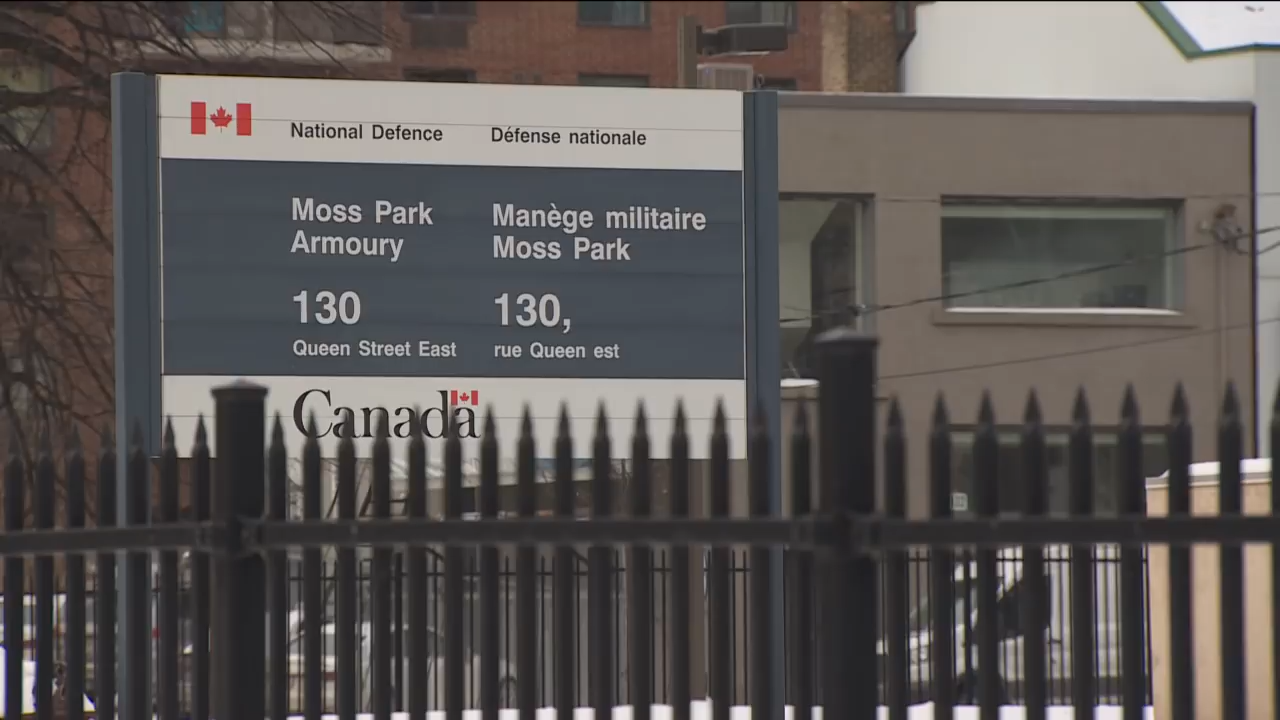 National Defence
Défense nationale
Moss Park
Armoury
130
Queen Street East
Manège militaire
Moss Park
130,
rue Queen est
Canada